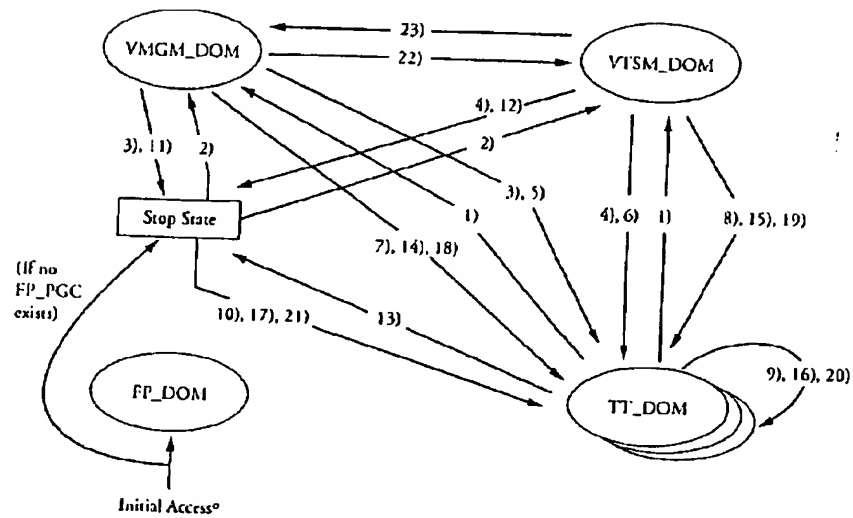 23)
VMGM_DOM
22)
VTSM_DOM
4), 12)
3), 11)
2)
2)
3), 5)
Stop State
1)
4), 6)
1)
8), 15), 19)
7), 14), 18)
(If no
FP_PGC
exists)
10), 17), 21)
13)
9), 16), 20)
FP_DOM
TT_DOM
Initial Access°